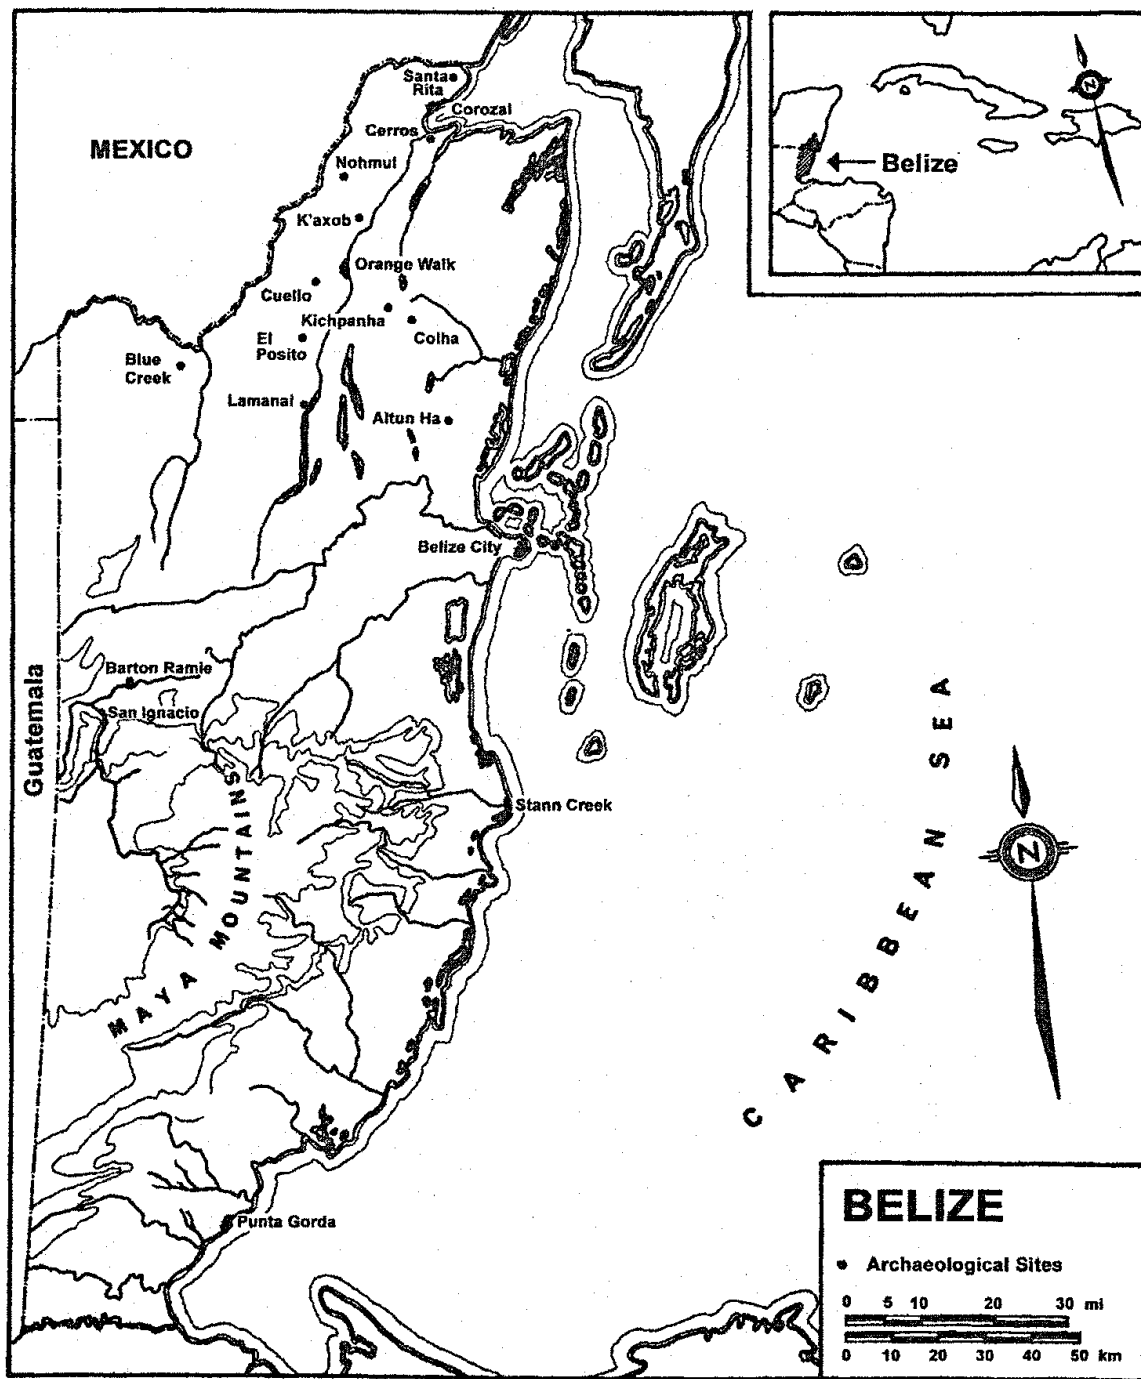 Santa
Rita
Corozal
Cerros
MEXICO
Nohmul
K'axob
Orange Walk
Cuello
Kichpanha
Colha
El
Posito
Blue
Creek
Lamanai
Altun Ha
Belize City
Barton Ramie
San Ignacio
Guatemala
MAYA MOUNTAINS
Stann Creek
Punta Gorda
CARIBBEAN SEA
N
Belize
N
BELIZE
Archaeological Sites
0 5 10 20 30 mi
0 10 20 30 40 50 km